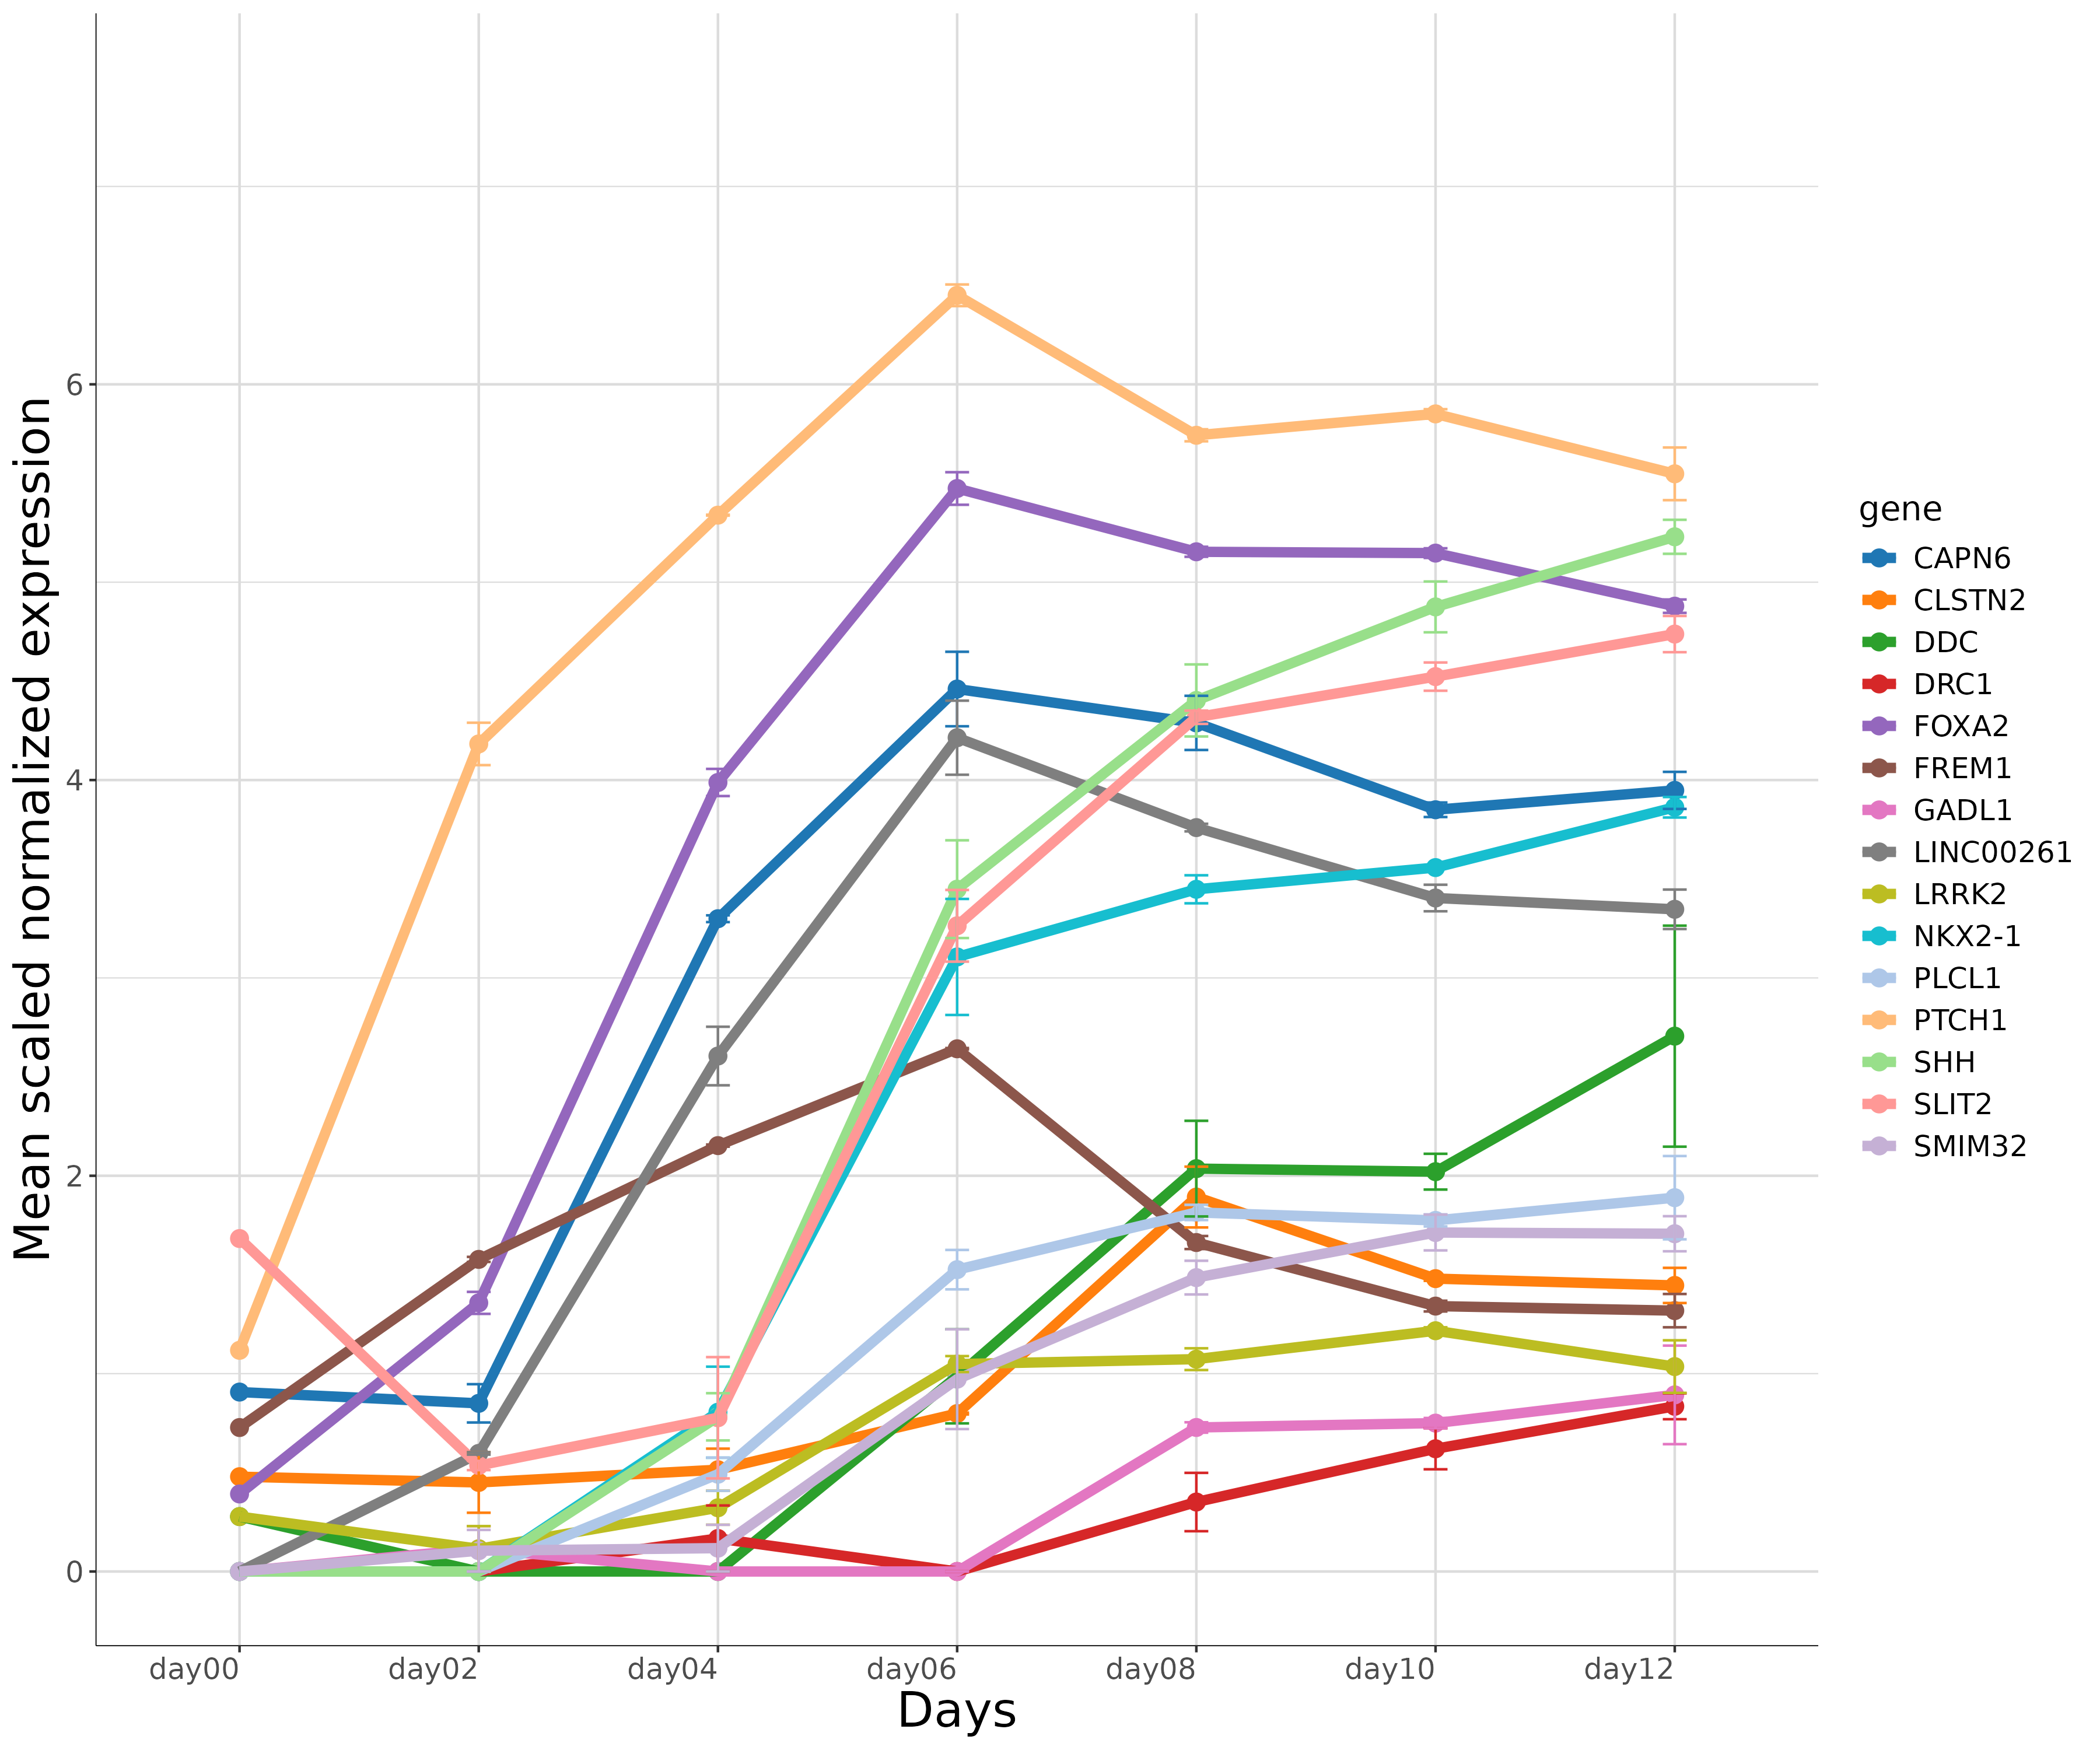 Mean scaled normalized expression
6
4
2
0
day00 day02 day04 day06 day08 day10 day12
Days
gene
CAPN6
CLSTN2
DDC
DRC1
FOXA2
FREM1
GADL1
LINC00261
LRRK2
NKX2-1
PLCL1
PTCH1
SHH
SLIT2
SMIM32